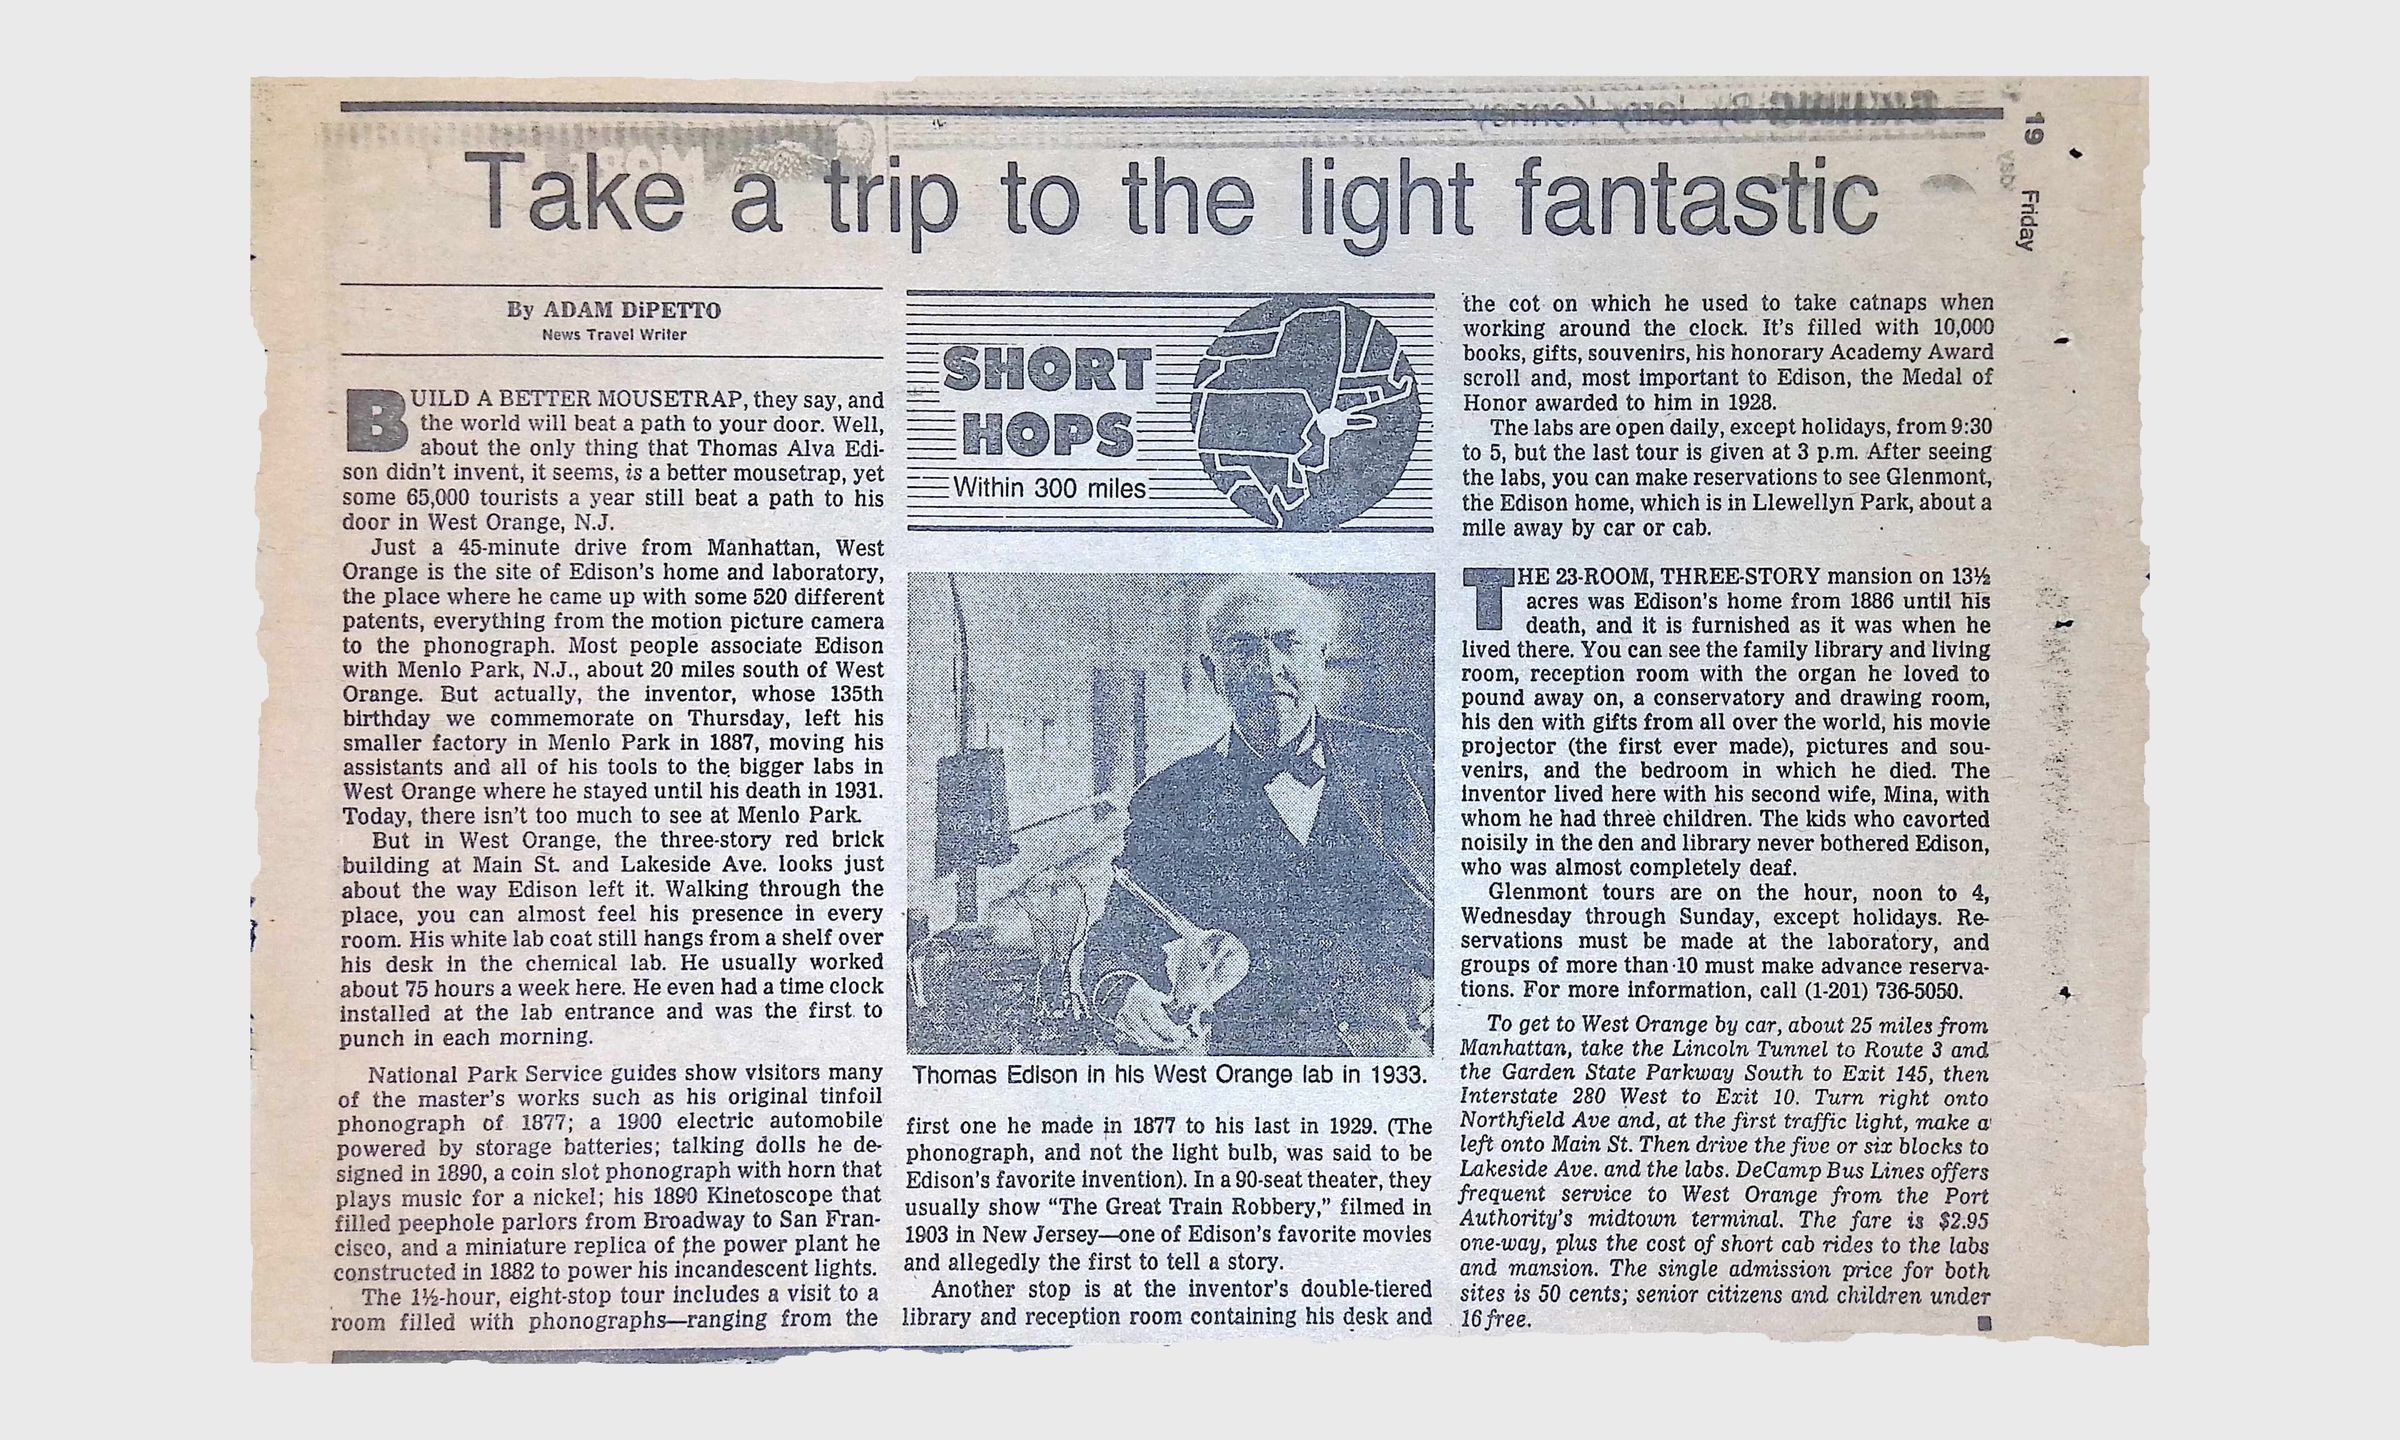 Take a trip to the light fantastic
19
Friday
By ADAM DiPETTO
News Travel Writer
BUILD A BETTER MOUSETRAP, they say, and
the world will beat a path to your door. Well,
about the only thing that Thomas Alva Edi-
son didn't invent, it seems, is a better mousetrap, yet
some 65,000 tourists a year still beat a path to his
door in West Orange, N.J.
Just a 45-minute drive from Manhattan, West
Orange is the site of Edison's home and laboratory,
the place where he came up with some 520 different
patents, everything from the motion picture camera
to the phonograph. Most people associate Edison
with Menlo Park, N.J., about 20 miles south of West
Orange. But actually, the inventor, whose 135th
birthday we commemorate on Thursday, left his
smaller factory in Menlo Park in 1887, moving his
assistants and all of his tools to the bigger labs in
West Orange where he stayed until his death in 1931.
Today, there isn't too much to see at Menlo Park.
But in West Orange, the three-story red brick
building at Main St. and Lakeside Ave. looks just
about the way Edison left it. Walking through the
place, you can almost feel his presence in every
room. His white lab coat still hangs from a shelf over
his desk in the chemical lab. He usually worked
about 75 hours a week here. He even had a time clock
installed at the lab entrance and was the first to
punch in each morning.
National Park Service guides show visitors many
of the master's works such as his original tinfoil
phonograph of 1877; a 1900 electric automobile
powered by storage batteries; talking dolls he de-
signed in 1890, a coin slot phonograph with horn that
plays music for a nickel; his 1890 Kinetoscope that
filled peephole parlors from Broadway to San Fran-
cisco, and a miniature replica of the power plant he
constructed in 1882 to power his incandescent lights.
The 1½-hour, eight-stop tour includes a visit to a
room filled with phonographs—ranging from the
SHORT
HOPS
Within 300 miles
Thomas Edison in his West Orange lab in 1933.
first one he made in 1877 to his last in 1929. (The
phonograph, and not the light bulb, was said to be
Edison's favorite invention). In a 90-seat theater, they
usually show "The Great Train Robbery," filmed in
1903 in New Jersey—one of Edison's favorite movies
and allegedly the first to tell a story.
Another stop is at the inventor's double-tiered
library and reception room containing his desk and
the cot on which he used to take catnaps when
working around the clock. It's filled with 10,000
books, gifts, souvenirs, his honorary Academy Award
scroll and, most important to Edison, the Medal of
Honor awarded to him in 1928.
The labs are open daily, except holidays, from 9:30
to 5, but the last tour is given at 3 p.m. After seeing
the labs, you can make reservations to see Glenmont,
the Edison home, which is in Llewellyn Park, about a
mile away by car or cab.
THE 23-ROOM, THREE-STORY mansion on 13½
acres was Edison's home from 1886 until his
death, and it is furnished as it was when he
lived there. You can see the family library and living
room, reception room with the organ he loved to
pound away on, a conservatory and drawing room,
his den with gifts from all over the world, his movie
projector (the first ever made), pictures and sou-
venirs, and the bedroom in which he died. The
inventor lived here with his second wife, Mina, with
whom he had three children. The kids who cavorted
noisily in the den and library never bothered Edison,
who was almost completely deaf.
Glenmont tours are on the hour, noon to 4,
Wednesday through Sunday, except holidays. Re-
servations must be made at the laboratory, and
groups of more than 10 must make advance reserva-
tions. For more information, call (1-201) 736-5050.
To get to West Orange by car, about 25 miles from
Manhattan, take the Lincoln Tunnel to Route 3 and
the Garden State Parkway South to Exit 145, then
Interstate 280 West to Exit 10. Turn right onto
Northfield Ave and, at the first traffic light, make a
left onto Main St. Then drive the five or six blocks to
Lakeside Ave. and the labs. DeCamp Bus Lines offers
frequent service to West Orange from the Port
Authority's midtown terminal. The fare is $2.95
one-way, plus the cost of short cab rides to the labs
and mansion. The single admission price for both
sites is 50 cents; senior citizens and children under
16 free.